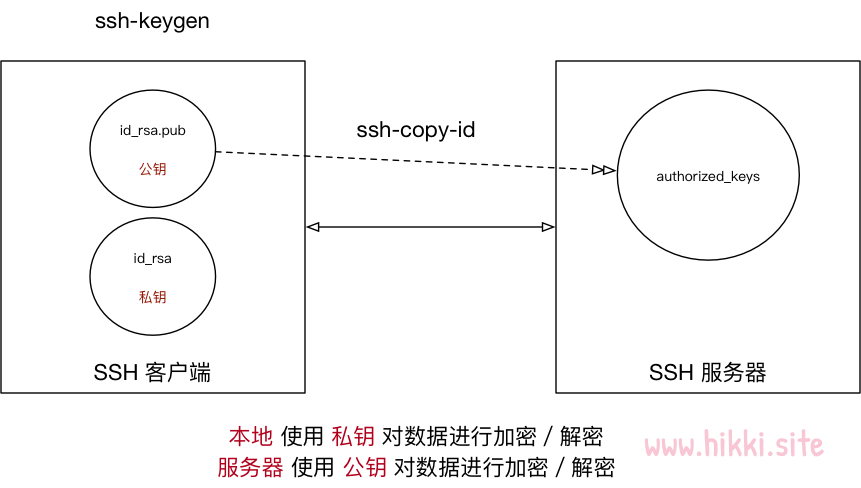 ssh-keygen
id_rsa.pub
公钥
ssh-copy-id
authorized_keys
id_rsa
私钥
SSH 客户端
SSH 服务器
本地 使用 私钥 对数据进行加密 / 解密
服务器 使用 公钥 对数据进行加密 / 解密
www.hikki.site